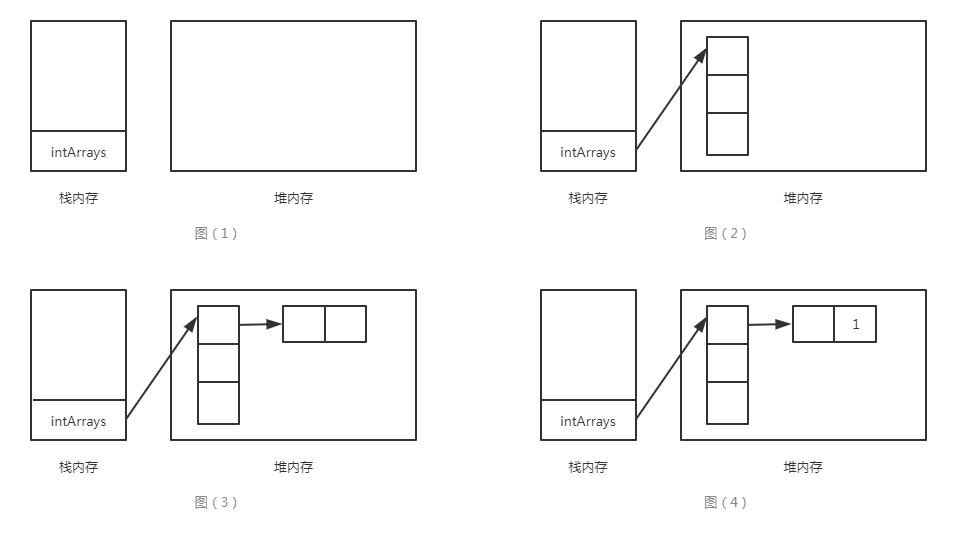 intArrays
栈内存 堆内存
图 ( 1 )
intArrays
栈内存 堆内存
图 ( 2 )
intArrays
栈内存 堆内存
图 ( 3 )
1
intArrays
栈内存 堆内存
图 ( 4 )